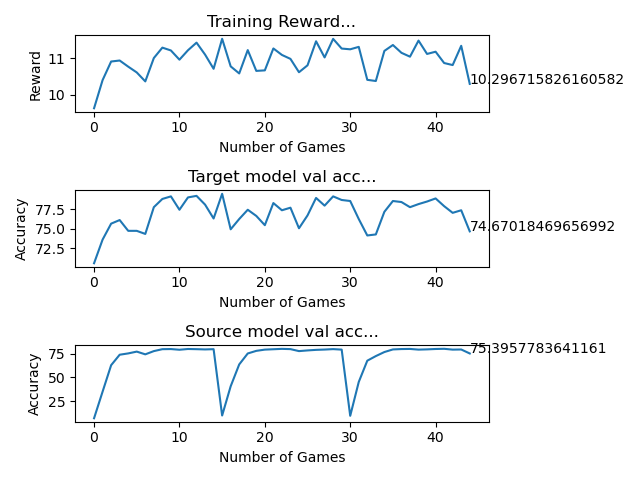 Training Reward...
11
10
Reward
10.296715826160582
0 10 20 30 40
Number of Games
Target model val acc...
77.5
75.0
72.5
Accuracy
74.67018469656992
0 10 20 30 40
Number of Games
Source model val acc...
75
50
25
Accuracy
75.3957783641161
0 10 20 30 40
Number of Games